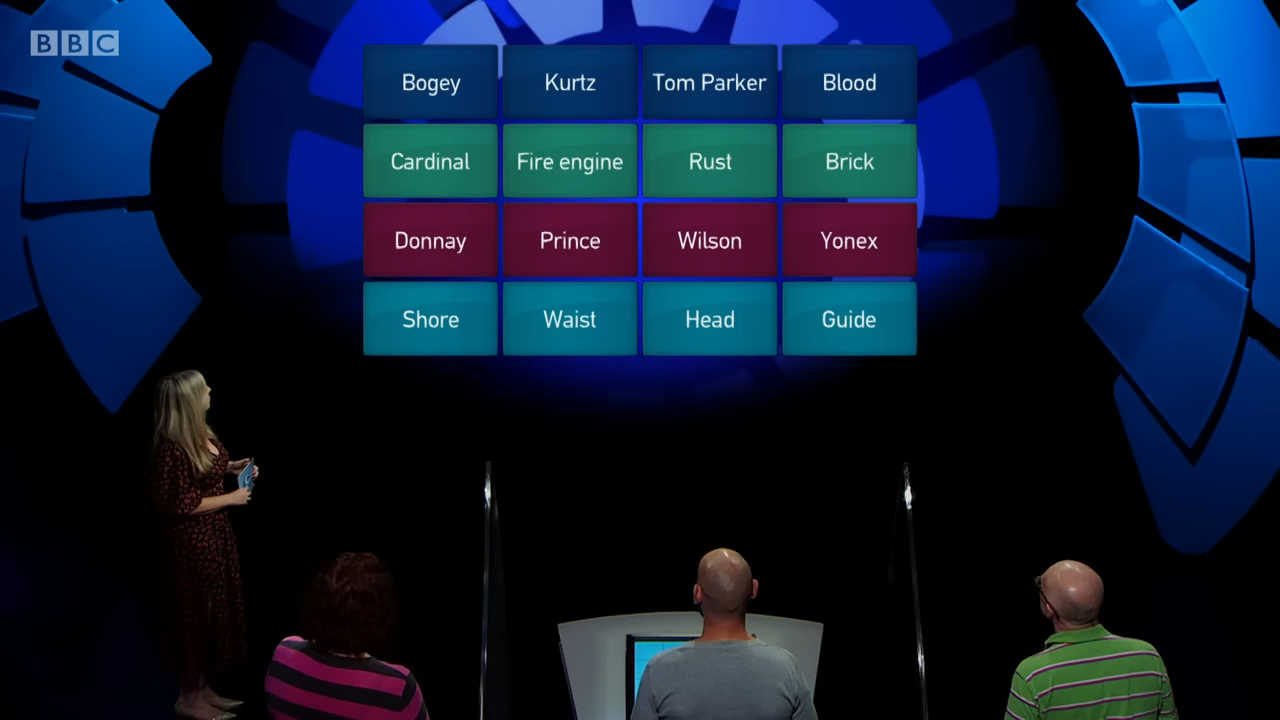 BBC
Bogey Kurtz Tom Parker Blood
Cardinal Fire engine Rust Brick
Donnay Prince Wilson Yonex
Shore Waist Head Guide